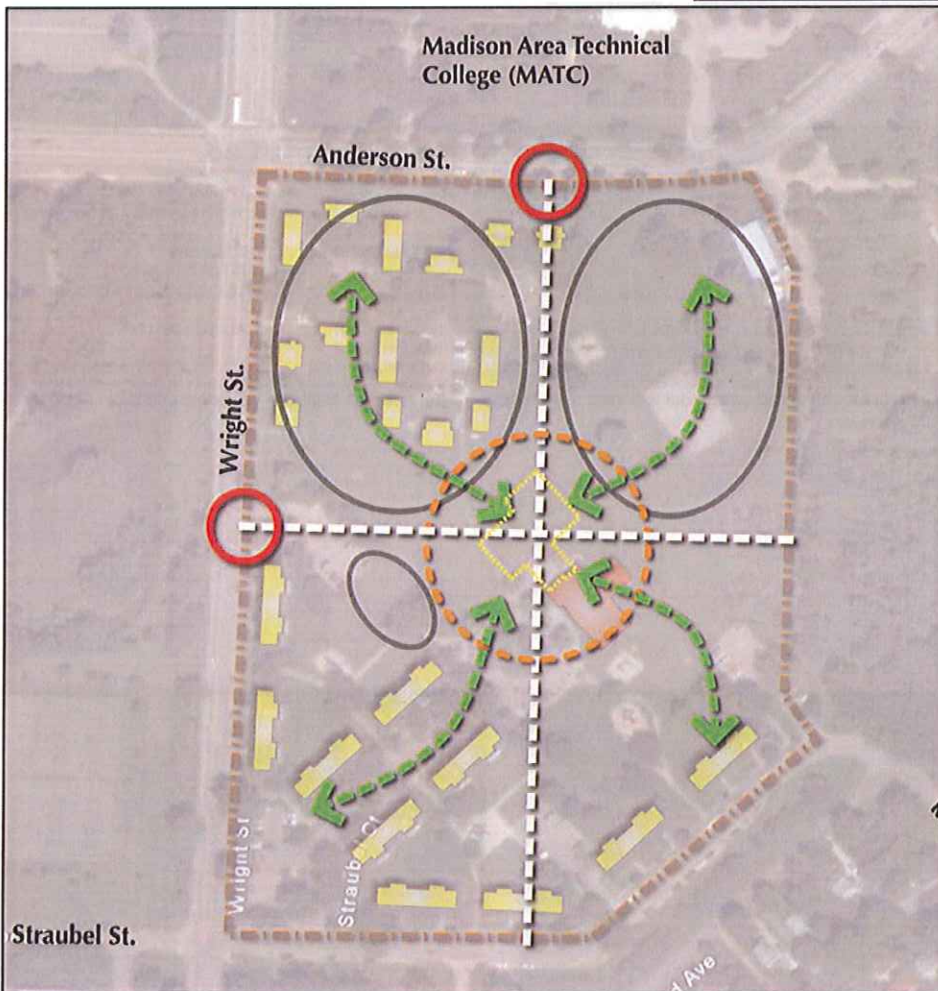 Madison Area Technical
College (MATC)
Anderson St.
Wright St.
Wright St
Straubel Ct
Straubel St.
Ave